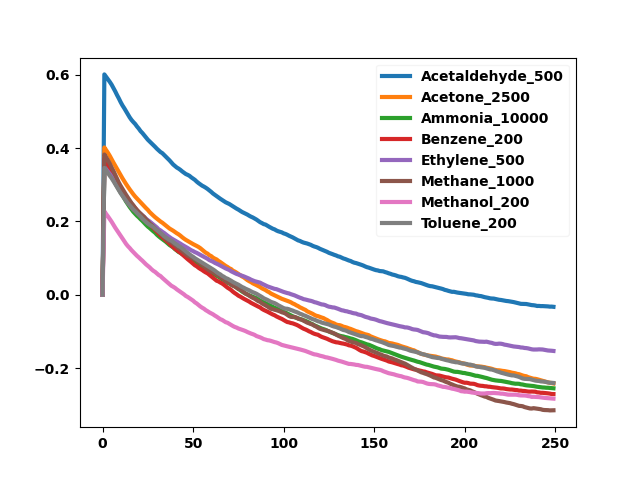 0.6
0.4
0.2
0.0
−0.2
0
50
100
150
200
250
Acetaldehyde_500
Acetone_2500
Ammonia_10000
Benzene_200
Ethylene_500
Methane_1000
Methanol_200
Toluene_200